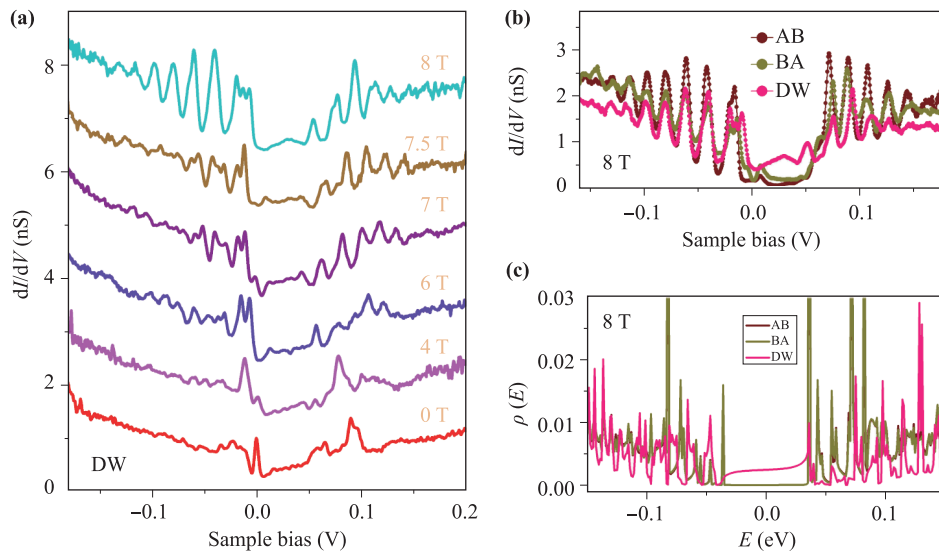 (a)
dI/dV (nS)
8
6
4
2
0
8 T
7.5 T
7 T
6 T
4 T
0 T
DW
−0.1
0.0
0.1
0.2
Sample bias (V)
(b)
dI/dV (nS)
3
2
1
0
AB
BA
DW
8 T
−0.1
0.0
0.1
Sample bias (V)
(c)
ρ (E)
0.03
0.02
0.01
0.00
8 T
AB
BA
DW
−0.1
0.0
0.1
E (eV)